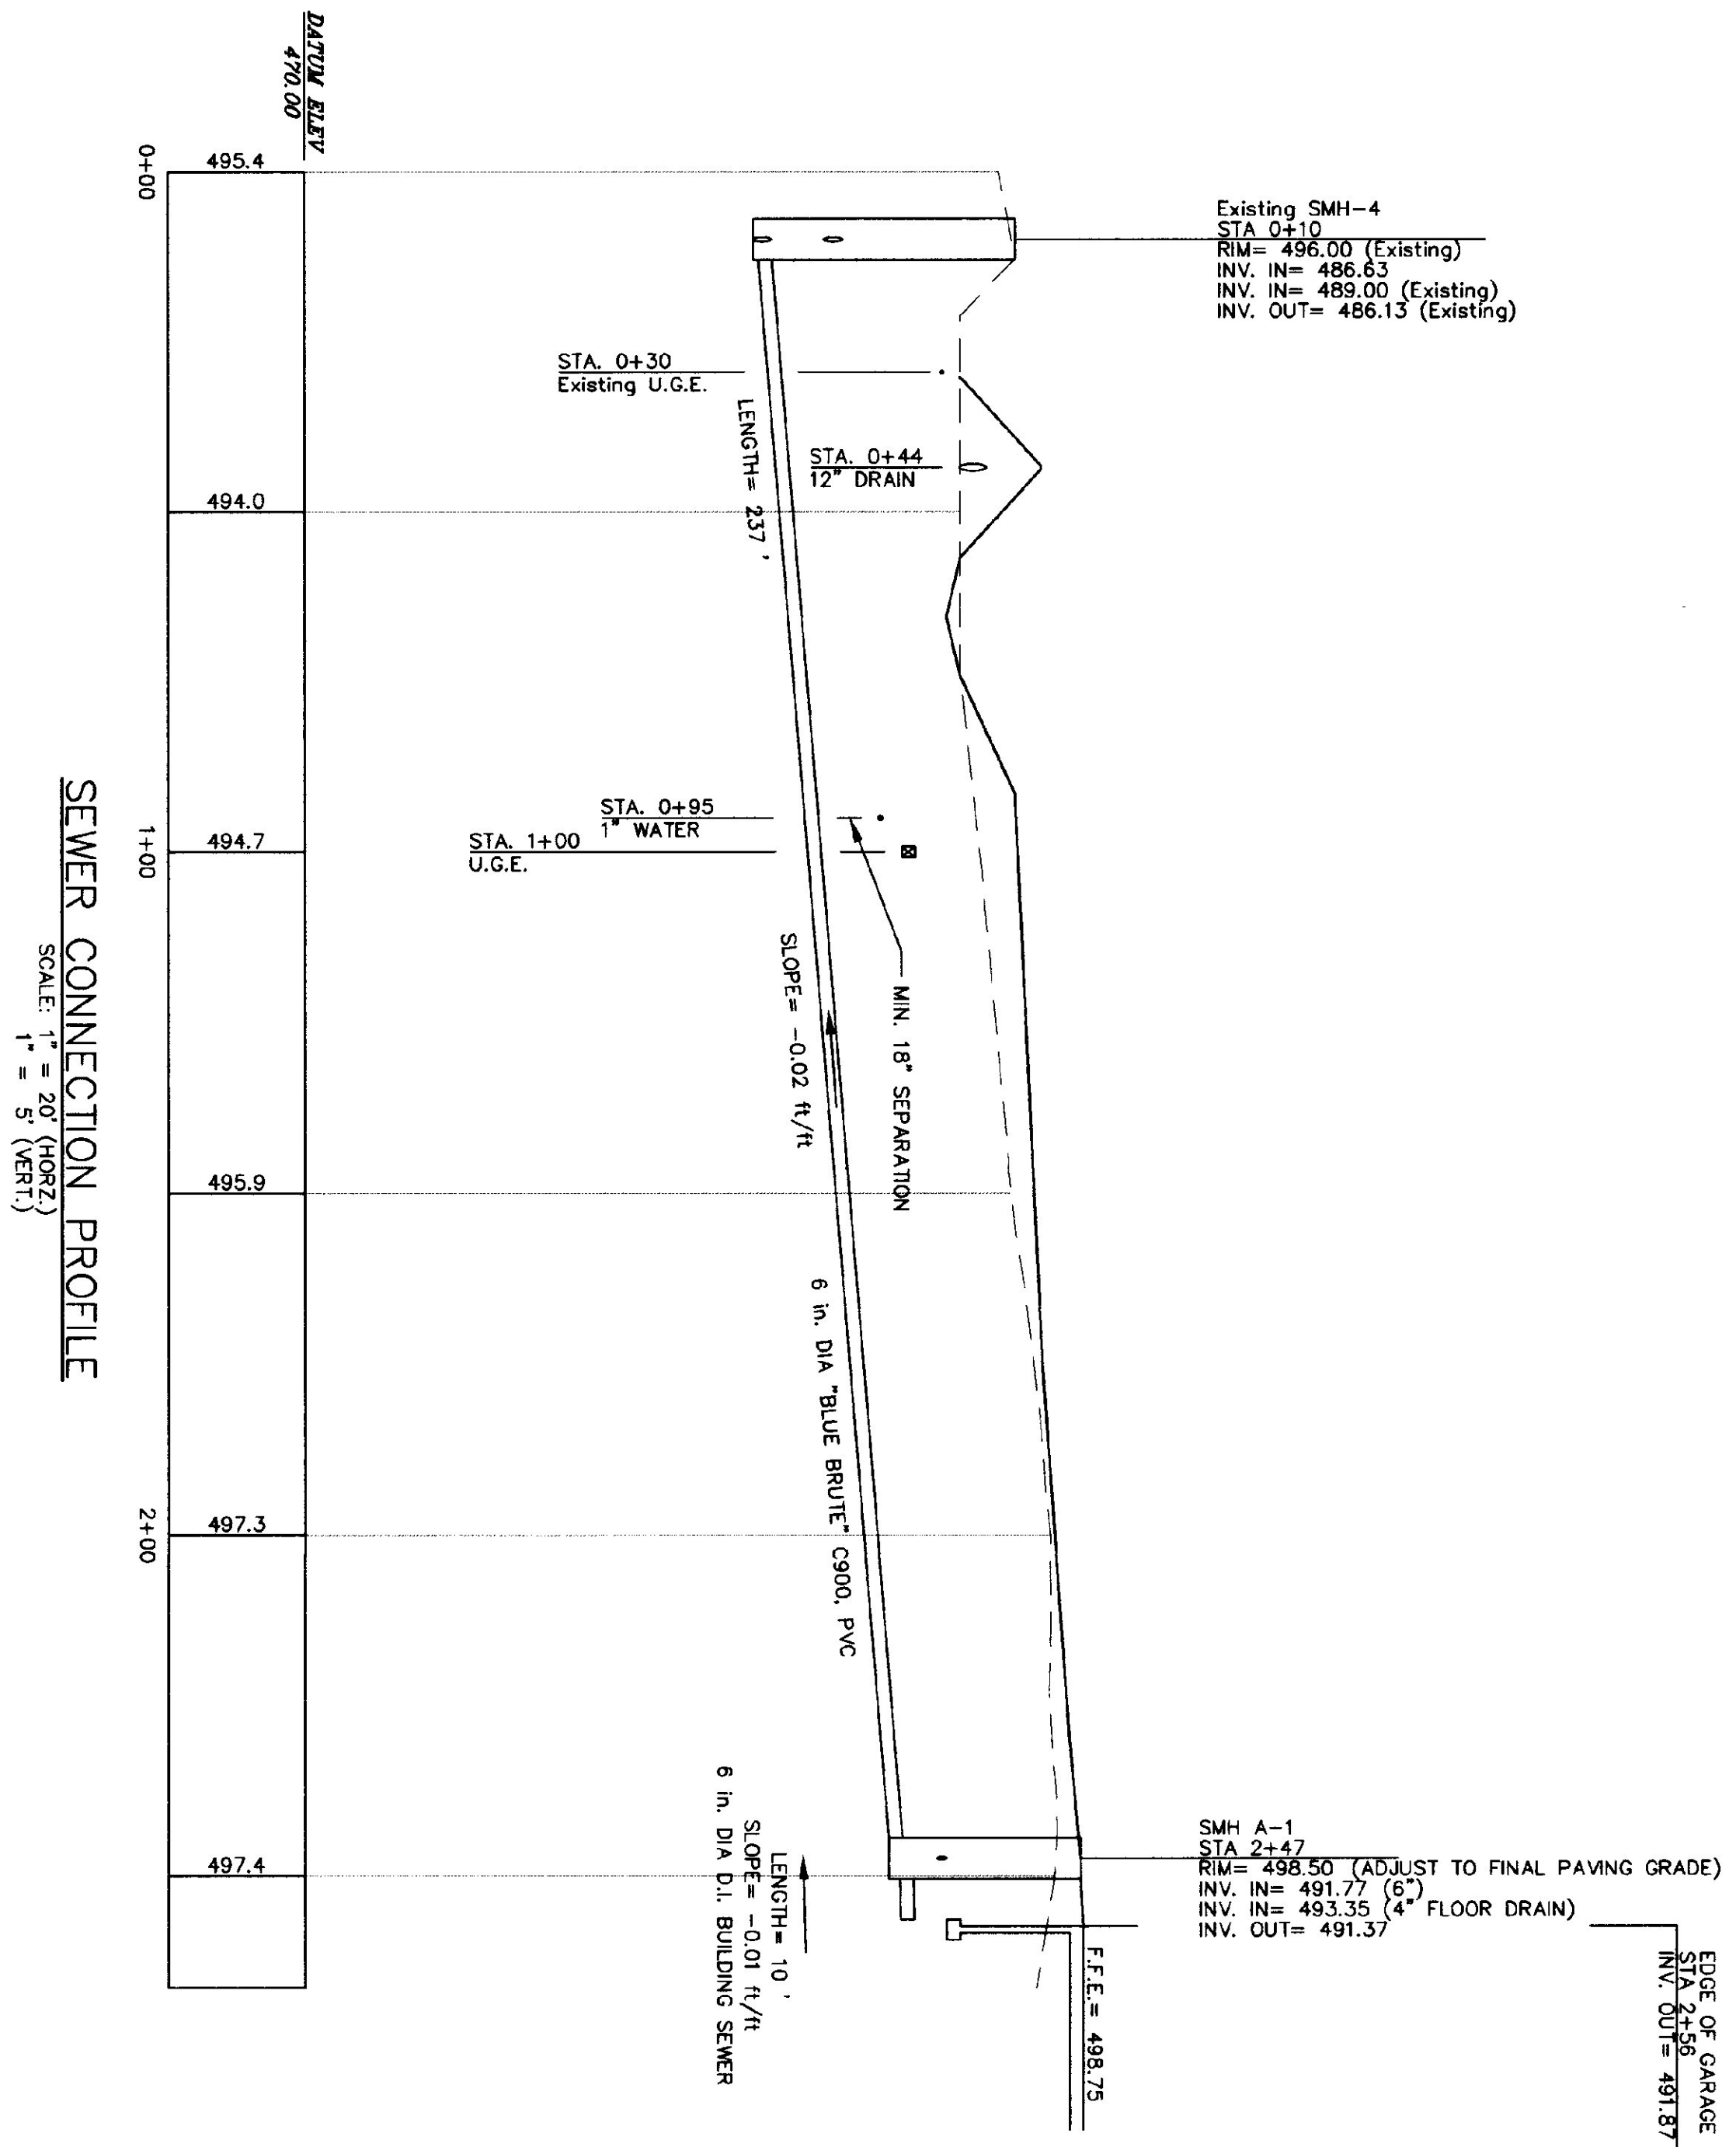 DATUM ELEV
470.00
0+00
495.4
494.0
1+00
494.7
495.9
2+00
497.3
497.4
Existing SMH-4
STA 0+10
RIM= 496.00 (Existing)
INV. IN= 486.63
INV. IN= 489.00 (Existing)
INV. OUT= 486.13 (Existing)
STA. 0+30
Existing U.G.E.
STA. 0+44
12" DRAIN
LENGTH= 237 '
STA. 0+95
1" WATER
STA. 1+00
U.G.E.
MIN. 18" SEPARATION
SLOPE= -0.02 ft/ft
6 in. DIA "BLUE BRUTE" C900, PVC
SMH A-1
STA 2+47
RIM= 498.50 (ADJUST TO FINAL PAVING GRADE)
INV. IN= 491.77 (6")
INV. IN= 493.35 (4" FLOOR DRAIN)
INV. OUT= 491.37
EDGE OF GARAGE
STA 2+56
INV. OUT= 491.87
F.F.E.= 498.75
LENGTH= 10 '
SLOPE= -0.01 ft/ft
6 in. DIA D.I. BUILDING SEWER
SEWER CONNECTION PROFILE
SCALE: 1" = 20' (HORZ.)
1" = 5' (VERT.)